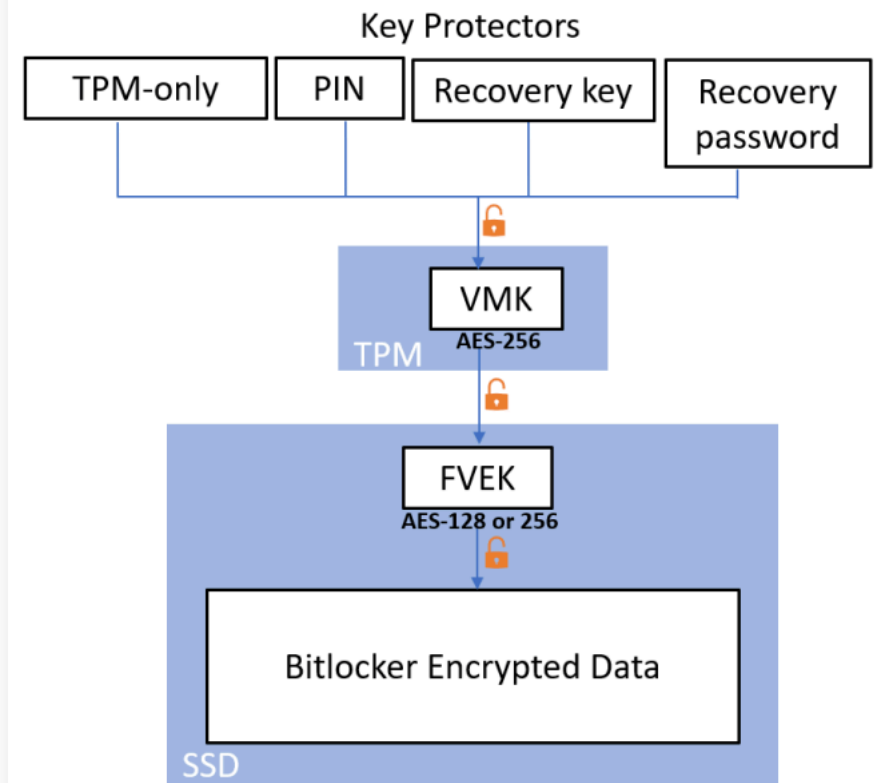 Key Protectors
TPM-only
PIN
Recovery key
Recovery
password
VMK
AES-256
TPM
FVEK
AES-128 or 256
Bitlocker Encrypted Data
SSD